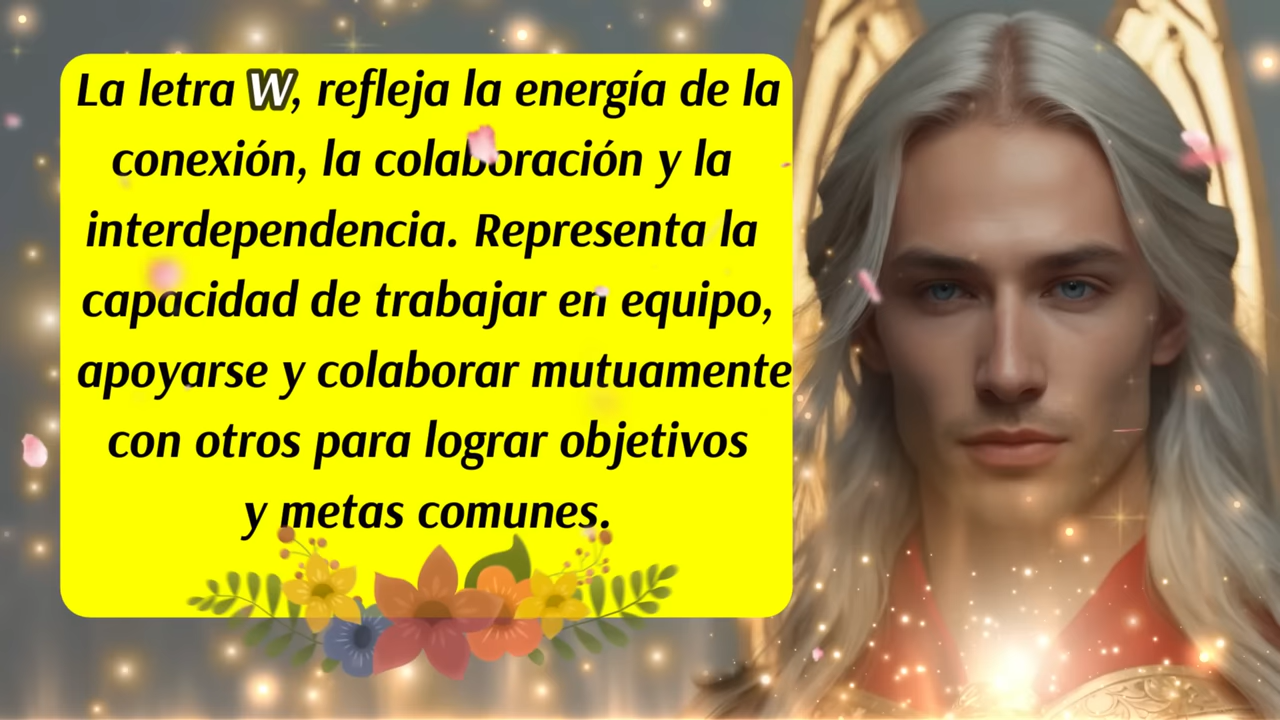 La letra W, refleja la energía de la
conexión, la colaboración y la
interdependencia. Representa la
capacidad de trabajar en equipo,
apoyarse y colaborar mutuamente
con otros para lograr objetivos
y metas comunes.